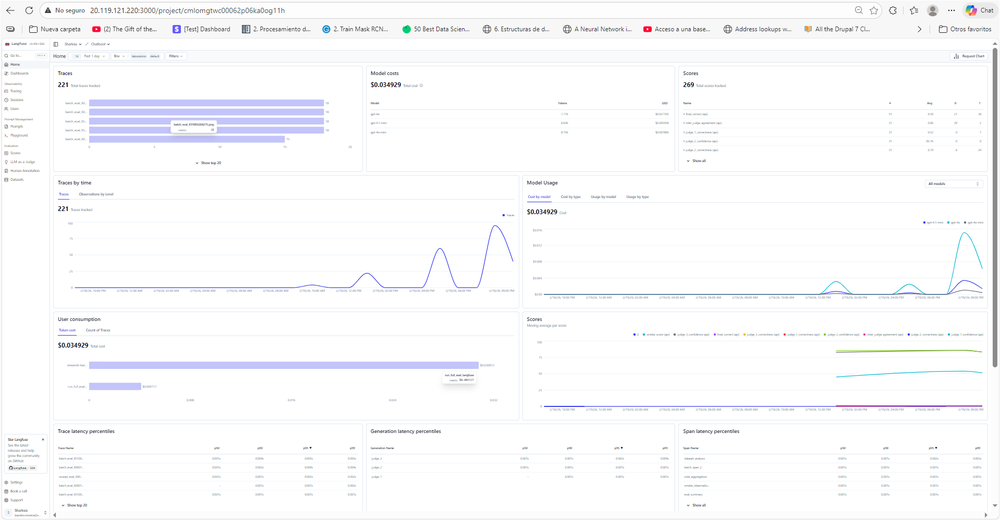 No seguro 20.119.121.220:3000/project/cmlomgtwc00062p06ka0og11h Chat
Nueva carpeta (2) The Gift of the... [Test] Dashboard 2. Procesamiento d... 2. Train Mask RCN... 50 Best Data Scien... 6. Estructuras de d... A Neural Network i... Acceso a una base... Address lookups w... All the Drupal 7 Cl... Otros favoritos
Langfuse v3.154.1 OSS
Go to... Ctrl K
Home
Dashboards
Observability
Tracing
Sessions
Users
Prompt Management
Prompts
Playground
Evaluation
Scores
LLM as a Judge
Human Annotation
Datasets
Star Langfuse
See the latest
releases and help
grow the community
on GitHub
Langfuse 22k
Settings
Book a call
Support
S Sharksia
Sharksia Chatboot
Home 1d Past 1 day Env laboratorio default Filters Request Chart
Traces
221 Total traces tracked
batch_eval_X0... 18
batch_eval_X0... 18
batch_eval_X5... 18
batch_eval_X5... 18
batch_eval_X0... 15
batch_eval_X51005268275.png
metric 18
0 5 10 15 20
Show top 20
Model costs
$0.034929 Total cost
Model Tokens USD
gpt-4o 7.77K $0.027105
gpt-4.1-mini 8.83K $0.005958
gpt-4o-mini 8.15K $0.001866
Scores
269 Total scores tracked
Name # Avg 0 1
# final_correct (api) 51 0.59 21 30
# inter_judge_agreement (api) 31 0.06 29 2
# judge_1_correctness (api) 31 0.52 0 1
# judge_2_confidence (api) 31 85.16 0 0
# judge_2_correctness (api) 31 0.79 6 24
Show all
Traces by time
Traces Observations by Level
221 Traces tracked
Traces
100
75
50
25
0
2/18/26, 10:00 PM 2/19/26, 12:00 AM 2/19/26, 02:00 AM 2/19/26, 04:00 AM 2/19/26, 06:00 AM 2/19/26, 08:00 AM 2/19/26, 10:00 AM 2/19/26, 12:00 PM 2/19/26, 02:00 PM 2/19/26, 04:00 PM 2/19/26, 06:00 PM 2/19/26, 09:00 PM
Model Usage All models
Cost by model Cost by type Usage by model Usage by type
$0.034929 Cost
gpt-4.1-mini gpt-4o gpt-4o-mini
$0.016
$0.012
$0.008
$0.004
$0.00
2/18/26, 10:00 PM 2/19/26, 12:00 AM 2/19/26, 02:00 AM 2/19/26, 04:00 AM 2/19/26, 06:00 AM 2/19/26, 08:00 AM 2/19/26, 10:00 AM 2/19/26, 12:00 PM 2/19/26, 02:00 PM 2/19/26, 04:00 PM 2/19/26, 06:00 PM 2/19/26, 09:00 PM
User consumption
Token cost Count of Traces
$0.034929 Total cost
streamlit-bat... $0.030812
run_full_eval_langfuse
metric $0.004117
run_full_eval... $0.004117
0 0.008 0.016 0.024 0.032
Scores
Moving average per score
() smoke_score (api) judge_3_confidence (api) final_correct (api) judge_3_correctness (api) judge_1_correctness (api) judge_2_confidence (api) inter_judge_agreement (api) judge_2_correctness (api) judge_1_confidence (api)
100
75
50
25
0
2/18/26, 10:00 PM 2/19/26, 12:00 AM 2/19/26, 02:00 AM 2/19/26, 04:00 AM 2/19/26, 06:00 AM 2/19/26, 08:00 AM 2/19/26, 10:00 AM 2/19/26, 12:00 PM 2/19/26, 02:00 PM 2/19/26, 04:00 PM 2/19/26, 06:00 PM 2/19/26, 09:00 PM
Trace latency percentiles
Trace Name p50 p90 p95 ▼ p99
batch_eval_X5100... 0.001s 0.004s 0.005s 0.005s
batch_eval_X0001... 0.001s 0.003s 0.004s 0.004s
receipt_eval_X00... 0.001s 0.001s 0.002s 0.002s
batch_eval_X0001... - 0.001s 0.001s 0.002s
batch_eval_X5100... 0.001s 0.001s 0.001s 0.001s
Show top 20
Generation latency percentiles
Generation Name p50 p90 p95 ▼ p99
judge_3 0.001s 0.001s 0.002s 0.004s
judge_2 0.001s 0.001s 0.001s 0.001s
judge_1 - 0.001s 0.001s 0.001s
Span latency percentiles
Span Name p50 p90 p95 ▼ p99
dataset_analysis 0.001s 0.001s 0.002s 0.003s
batch_span_2 0.001s 0.001s 0.001s 0.001s
vote_aggregation 0.001s 0.001s 0.001s 0.001s
smoke_observatio... 0.001s 0.001s 0.001s 0.001s
eval_summary 0.001s 0.001s 0.001s 0.001s
Show all